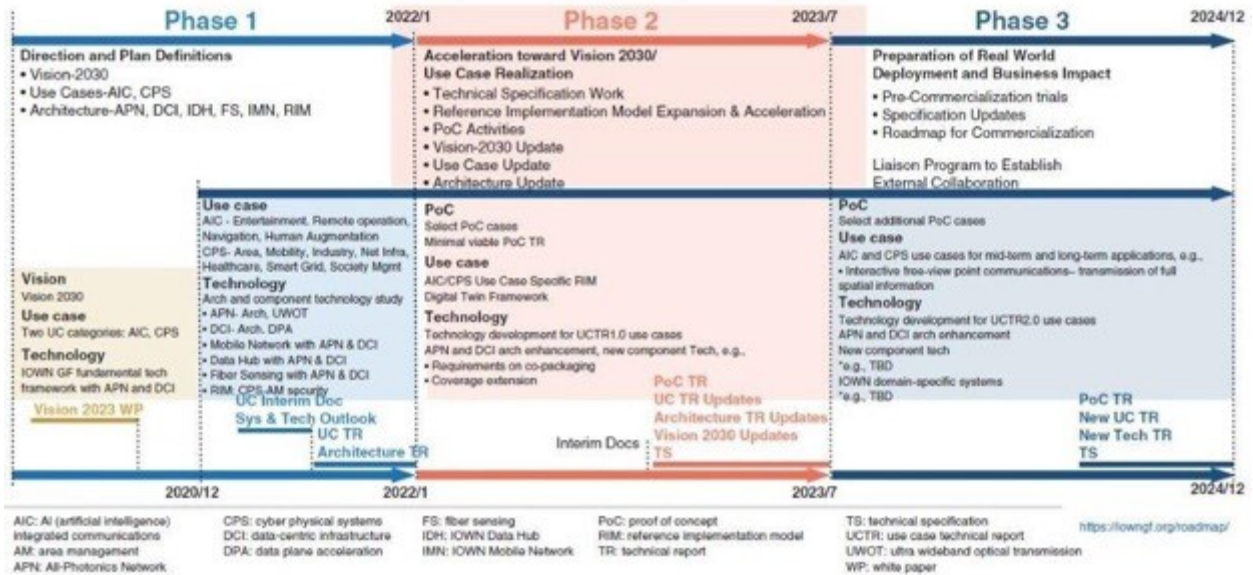 Phase 1
2022/1
Phase 2
2023/7
Phase 3
2024/12
Direction and Plan Definitions
• Vision-2030
• Use Cases-AIC, CPS
• Architecture-APN, DCI, IDH, FS, IMN, RIM
Acceleration toward Vision 2030/
Use Case Realization
• Technical Specification Work
• Reference Implementation Model Expansion & Acceleration
• PoC Activities
• Vision-2030 Update
• Use Case Update
• Architecture Update
Preparation of Real World
Deployment and Business Impact
• Pre-Commercialization trials
• Specification Updates
• Roadmap for Commercialization
Liaison Program to Establish
External Collaboration
Vision
Vision 2030
Use case
Two UC categories: AIC, CPS
Technology
IOWN GF fundamental tech
framework with APN and DCI
Vision 2023 WP
Use case
AIC - Entertainment, Remote operation,
Navigation, Human Augmentation
CPS- Area, Mobility, Industry, Net Infra,
Healthcare, Smart Grid, Society Mgmt
Technology
Arch and component technology study
• APN- Arch, UWOT
• DCI- Arch, DPA
• Mobile Network with APN & DCI
• Data Hub with APN & DCI
• Fiber Sensing with APN & DCI
• RIM: CPS-AM security
UC Interim Doc
Sys & Tech Outlook
UC TR
Architecture TR
PoC
Select PoC cases
Minimal viable PoC TR
Use case
AIC/CPS Use Case Specific RIM
Digital Twin Framework
Technology
Technology development for UCTR1.0 use cases
APN and DCI arch enhancement, new component Tech, e.g.,
• Requirements on co-packaging
• Coverage extension
Interim Docs
PoC TR
UC TR Updates
Architecture TR Updates
Vision 2030 Updates
TS
PoC
Select additional PoC cases
Use case
AIC and CPS use cases for mid-term and long-term applications, e.g.,
• Interactive free-view point communications– transmission of full
spatial information
Technology
Technology development for UCTR2.0 use cases
APN and DCI arch enhancement
New component tech
*e.g., TBD
IOWN domain-specific systems
*e.g., TBD
PoC TR
New UC TR
New Tech TR
TS
2020/12
2022/1
2023/7
2024/12
AIC: AI (artificial intelligence)
integrated communications
AM: area management
APN: All-Photonics Network
CPS: cyber physical systems
DCI: data-centric infrastructure
DPA: data plane acceleration
FS: fiber sensing
IDH: IOWN Data Hub
IMN: IOWN Mobile Network
PoC: proof of concept
RIM: reference implementation model
TR: technical report
TS: technical specification
UCTR: use case technical report
UWOT: ultra wideband optical transmission
WP: white paper
https://iowngf.org/roadmap/